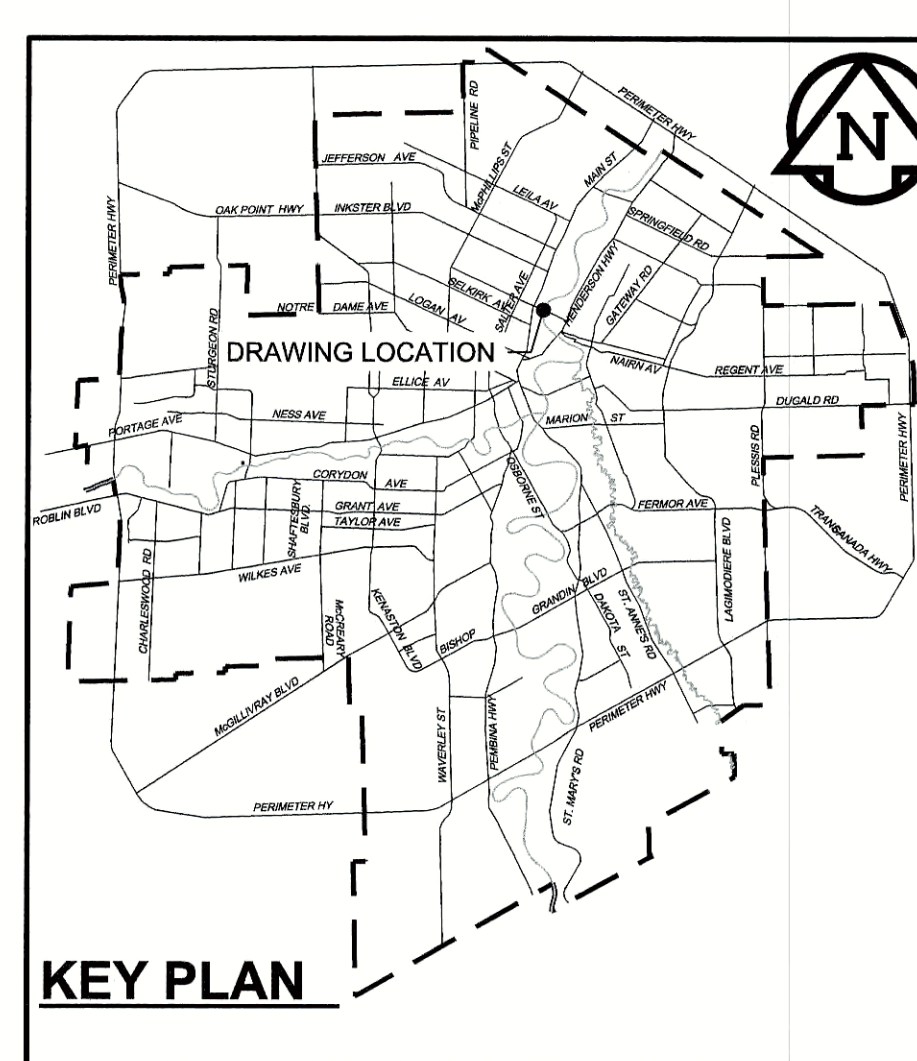 N
PERIMETER HWY
PIPELINE RD
McPHILLIPS ST
MAIN ST
JEFFERSON AVE
LEILA AV
OAK POINT HWY
INKSTER BLVD
SPRINGFIELD RD
PERIMETER HWY
HENDERSON HWY
GATEWAY RD
SELKIRK AVE
SALTER AVE
LOGAN AV
NOTRE DAME AVE
STURGEON RD
DRAWING LOCATION
NAIRN AV
REGENT AVE
ELLICE AV
DUGALD RD
NESS AVE
MARION ST
PORTAGE AVE
PLESSIS RD
PERIMETER HWY
CORYDON AVE
OSBORNE ST
SHAFTESBURY
BLVD.
GRANT AVE
FERMOR AVE
ROBLIN BLVD
TAYLOR AVE
TRANSCANADA HWY
LAGIMODIERE BLVD
WILKES AVE
CHARLESWOOD RD
McCREARY
ROAD
KENASTON BLVD
BISHOP GRANDIN BLVD
DAKOTA ST
ST. ANNE'S RD
McGILLIVRAY BLVD
WAVERLEY ST
PEMBINA HWY
PERIMETER HWY
ST. MARY'S RD
PERIMETER HY
KEY PLAN